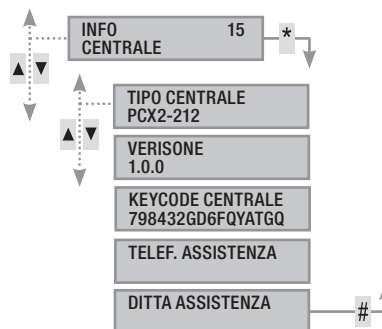 INFO 15
CENTRALE
*
▲ ▼
TIPO CENTRALE
PCX2-212
▲ ▼
VERISONE
1.0.0
KEYCODE CENTRALE
798432GD6FQYATGQ
TELEF. ASSISTENZA
DITTA ASSISTENZA
#